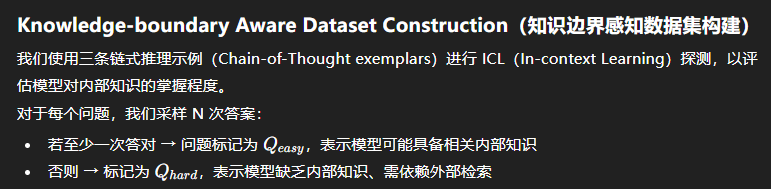 Knowledge-boundary Aware Dataset Construction（知识边界感知数据集构建）
我们使用三条链式推理示例（Chain-of-Thought exemplars）进行 ICL（In-context Learning）探测，以评
估模型对内部知识的掌握程度。
对于每个问题，我们采样 N 次答案：
• 若至少一次答对 → 问题标记为 Q_{easy}，表示模型可能具备相关内部知识
• 否则 → 标记为 Q_{hard}，表示模型缺乏内部知识、需依赖外部检索